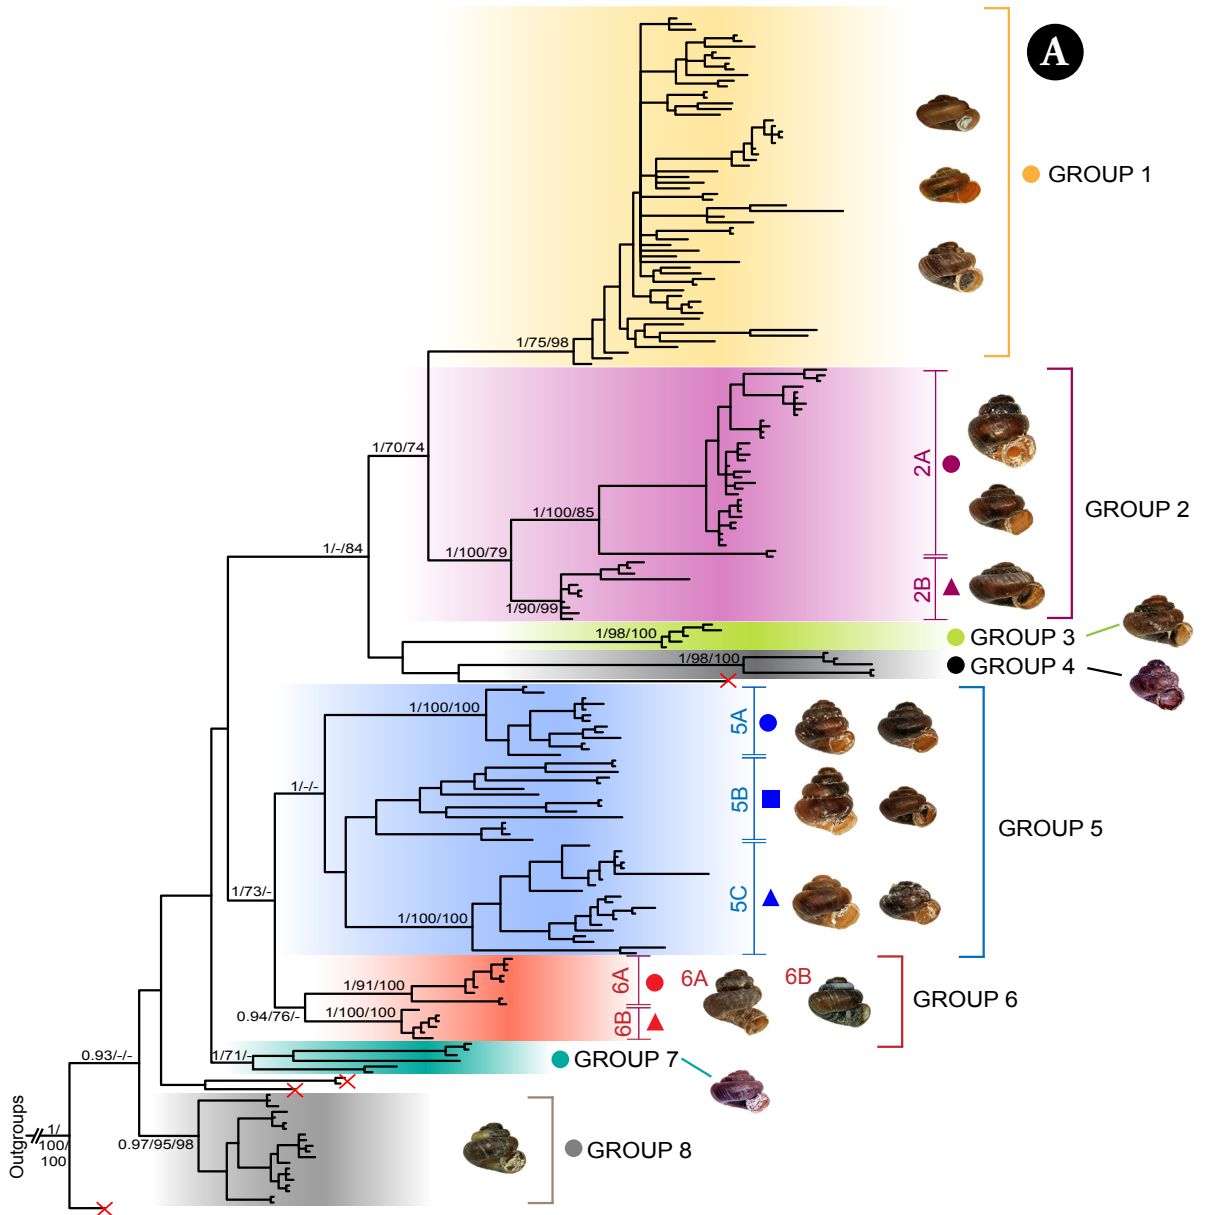 A
GROUP 1
1/75/98
1/70/74
2A
GROUP 2
1/100/85
1/-/84
1/100/79
2B
1/90/99
1/98/100
GROUP 3
1/98/100
GROUP 4
1/100/100
5A
1/-/-
5B
GROUP 5
1/73/-
5C
1/100/100
6A
6A
6B
1/91/100
GROUP 6
0.94/76/-
1/100/100
6B
0.93/-/-
1/71/-
GROUP 7
Outgroups
1/
100/
100
0.97/95/98
GROUP 8